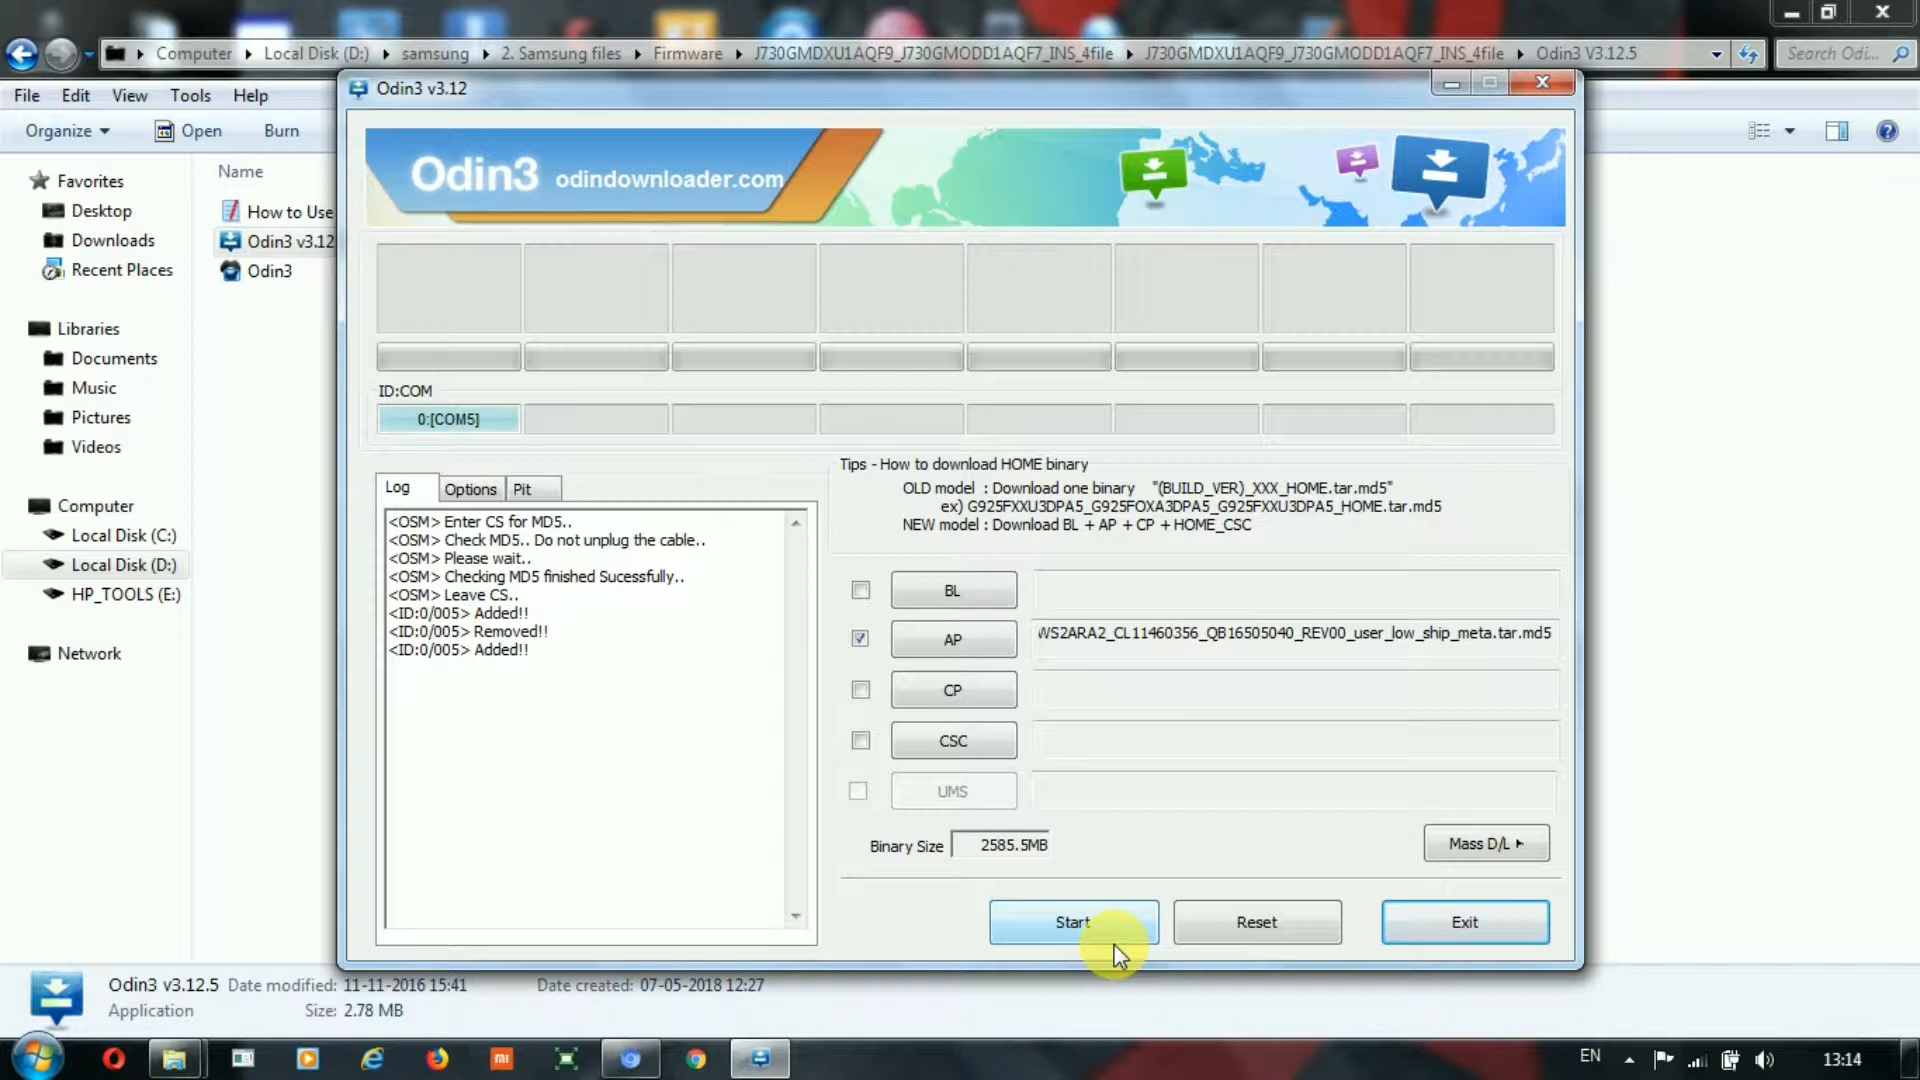 Computer
Local Disk (D:)
samsung
2. Samsung files
Firmware
J730GMDXU1AQF9_J730GMODD1AQF7_INS_4file
J730GMDXU1AQF9_J730GMODD1AQF7_INS_4file
Odin3 V3.12.5
Search Odi...
File Edit View Tools Help
Odin3 v3.12
Organize
Open
Burn
Odin3 odindownloader.com
Favorites
Desktop
Downloads
Recent Places
Libraries
Documents
Music
Pictures
Videos
Computer
Local Disk (C:)
Local Disk (D:)
HP_TOOLS (E:)
Network
Name
How to Use
Odin3 v3.12
Odin3
ID:COM
0:[COM5]
Log Options Pit
<OSM> Enter CS for MD5..
<OSM> Check MD5.. Do not unplug the cable..
<OSM> Please wait..
<OSM> Checking MD5 finished Sucessfully..
<OSM> Leave CS..
<ID:0/005> Added!!
<ID:0/005> Removed!!
<ID:0/005> Added!!
Tips - How to download HOME binary
OLD model : Download one binary "(BUILD_VER)_XXX_HOME.tar.md5"
ex) G925FXXU3DPA5_G925FOXA3DPA5_G925FXXU3DPA5_HOME.tar.md5
NEW model : Download BL + AP + CP + HOME_CSC
BL
AP
WS2ARA2_CL11460356_QB16505040_REV00_user_low_ship_meta.tar.md5
CP
CSC
UMS
Binary Size 2585.5MB
Mass D/L
Start
Reset
Exit
Odin3 v3.12.5 Date modified: 11-11-2016 15:41 Date created: 07-05-2018 12:27
Application Size: 2.78 MB
mi
EN
13:14